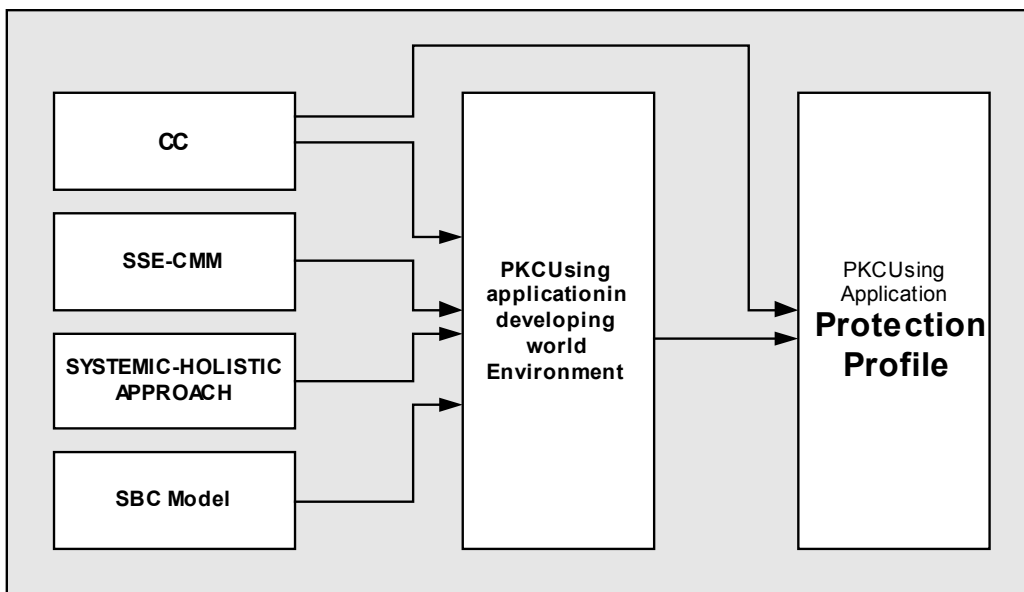 CC
SSE-CMM
SYSTEMIC-HOLISTIC
APPROACH
SBC Model
PKCUsing
applicationin
developing
world
Environment
PKCUsing
Application
Protection
Profile